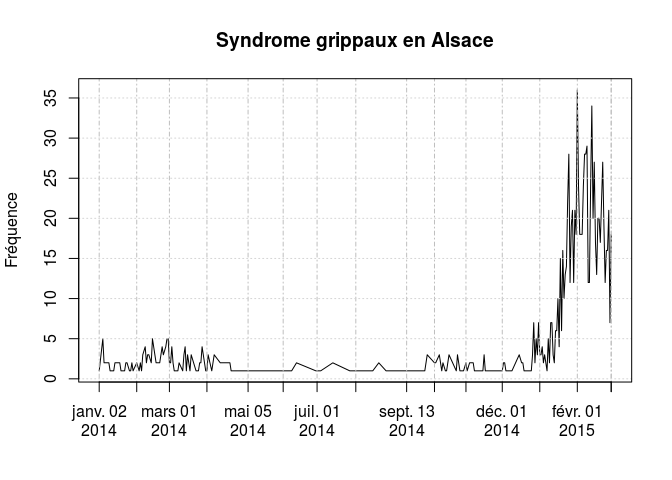 Syndrome grippaux en Alsace
Fréquence
35
30
25
20
15
10
5
0
janv. 02 mars 01 mai 05 juil. 01 sept. 13 déc. 01 févr. 01
2014 2014 2014 2014 2014 2014 2015